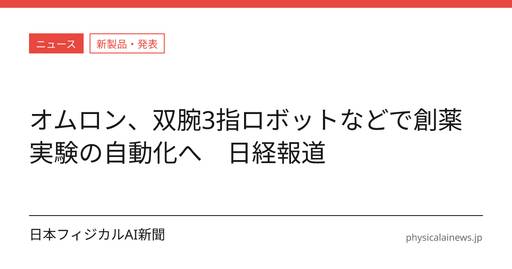 ニュース 新製品・発表
オムロン、双腕3指ロボットなどで創薬
実験の自動化へ　日経報道
日本フィジカルAI新聞 physicalainews.jp